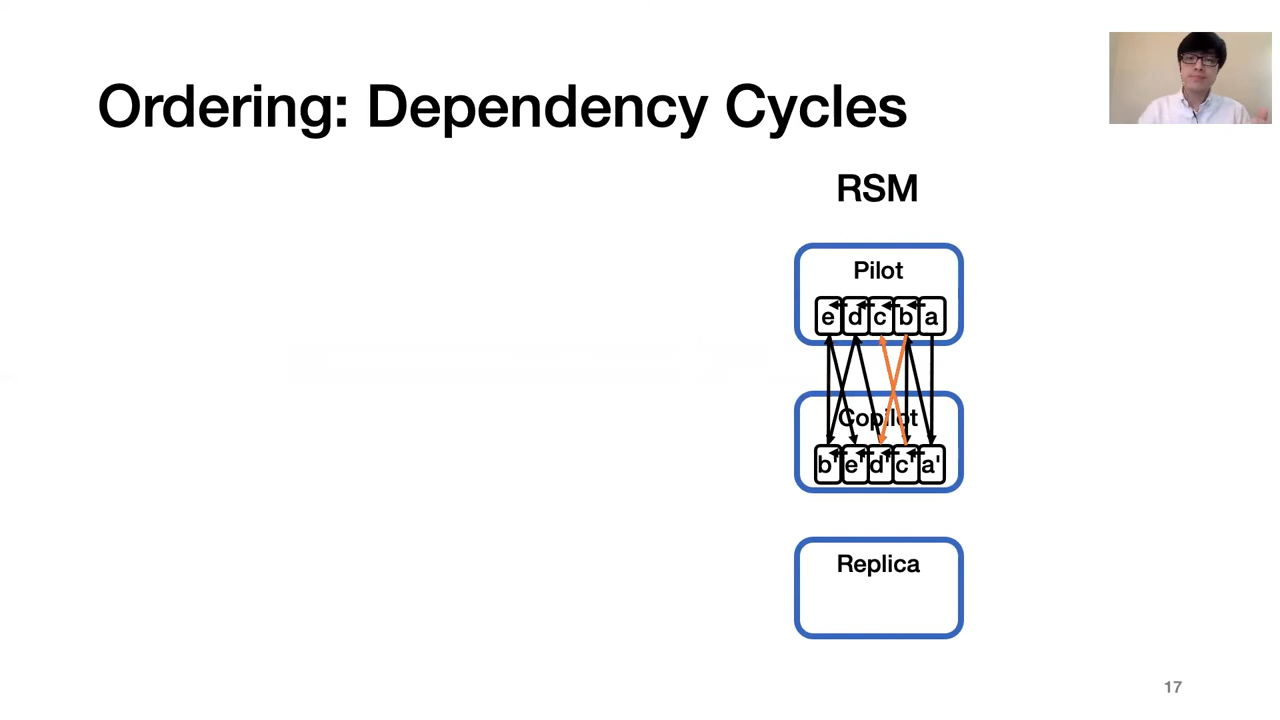 Ordering: Dependency Cycles
RSM
Pilot
e d c b a
Copilot
b' e' d' c' a'
Replica
17